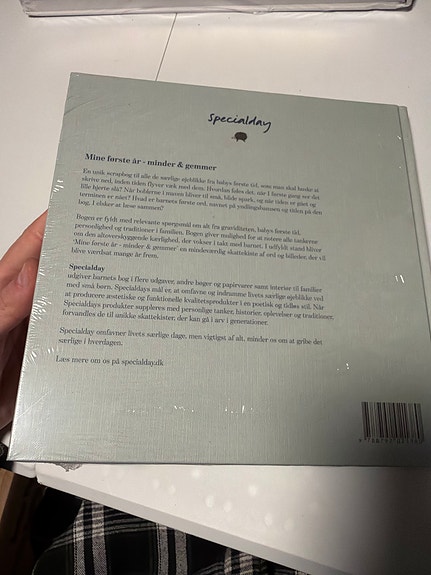 specialday
Mine første år - minder & gemmer
En unik scrapbog til alle de særlige øjeblikke fra babys første tid, som man skal huske at
skrive ned, inden tiden flyver væk med dem. Hvordan føles det, når I første gang ser det
lille hjerte slå? Når boblerne i maven bliver til små, blide spark, og når tiden er gået og
terminen er nær? Hvad er barnets første ord, navnet på yndlingsbamsen og titlen på den
bog, I elsker at læse sammen?
Bogen er fyldt med relevante spørgsmål om alt fra graviditeten, babys første tid,
personlighed og traditioner i familien. Bogen giver mulighed for at notere alle tankerne
om den altoverskyggende kærlighed, der vokser i takt med barnet. I udfyldt stand bliver
'Mine første år - minder & gemmer' en mindeværdig skattekiste af ord og billeder, der vil
blive værdsat mange år frem.
Specialday
udgiver barnets bog i flere udgaver, andre bøger og papirvarer samt interiør til familier
med små børn. Specialdays mål er, at omfavne og indramme livets særlige øjeblikke ved
at producere æstetiske og funktionelle kvalitetsprodukter i en poetisk og tidløs stil. Når
Specialdays produkter suppleres med personlige tanker, historier, oplevelser og traditioner,
forvandles de til unikke skattekister, der kan gå i arv i generationer.
Specialday omfavner livets særlige dage, men vigtigst af alt, minder os om at gribe det
særlige i hverdagen.
Læs mere om os på specialday.dk